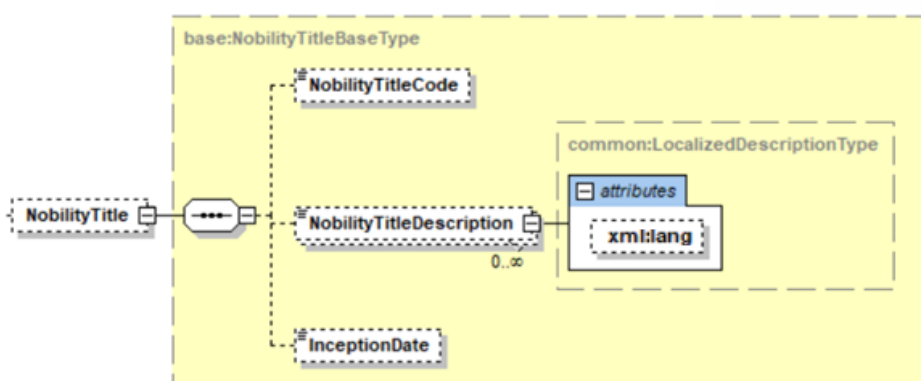 base:NobilityTitleBaseType
NobilityTitleCode
common:LocalizedDescriptionType
attributes
NobilityTitle
NobilityTitleDescription
xml:lang
0..∞
InceptionDate